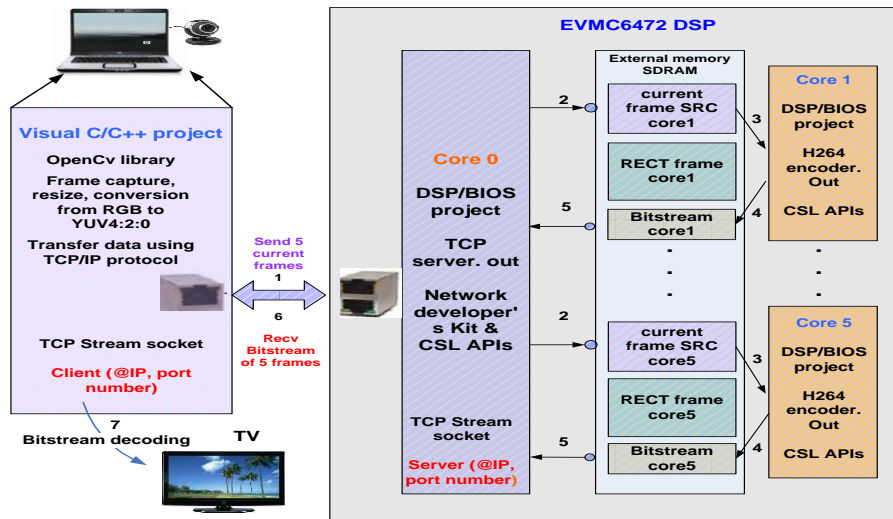 EVMC6472 DSP
Visual C/C++ project
OpenCv library
Frame capture,
resize, conversion
from RGB to
YUV4:2:0
Transfer data using
TCP/IP protocol
TCP Stream socket
Client (@IP, port
number)
7
Bitstream decoding
TV
Send 5
current
frames
1
6
Recv
Bitstream
of 5 frames
Core 0
DSP/BIOS
project
TCP
server. out
Network
developer'
s Kit &
CSL APIs
TCP Stream
socket
Server (@IP,
port number)
2
5
2
5
External memory
SDRAM
current
frame SRC
core1
RECT frame
core1
Bitstream
core1
-
-
-
current
frame SRC
core5
RECT frame
core5
Bitstream
core5
3
4
3
4
Core 1
DSP/BIOS
project
H264
encoder.
Out
CSL APIs
-
-
-
Core 5
DSP/BIOS
project
H264
encoder.
Out
CSL APIs